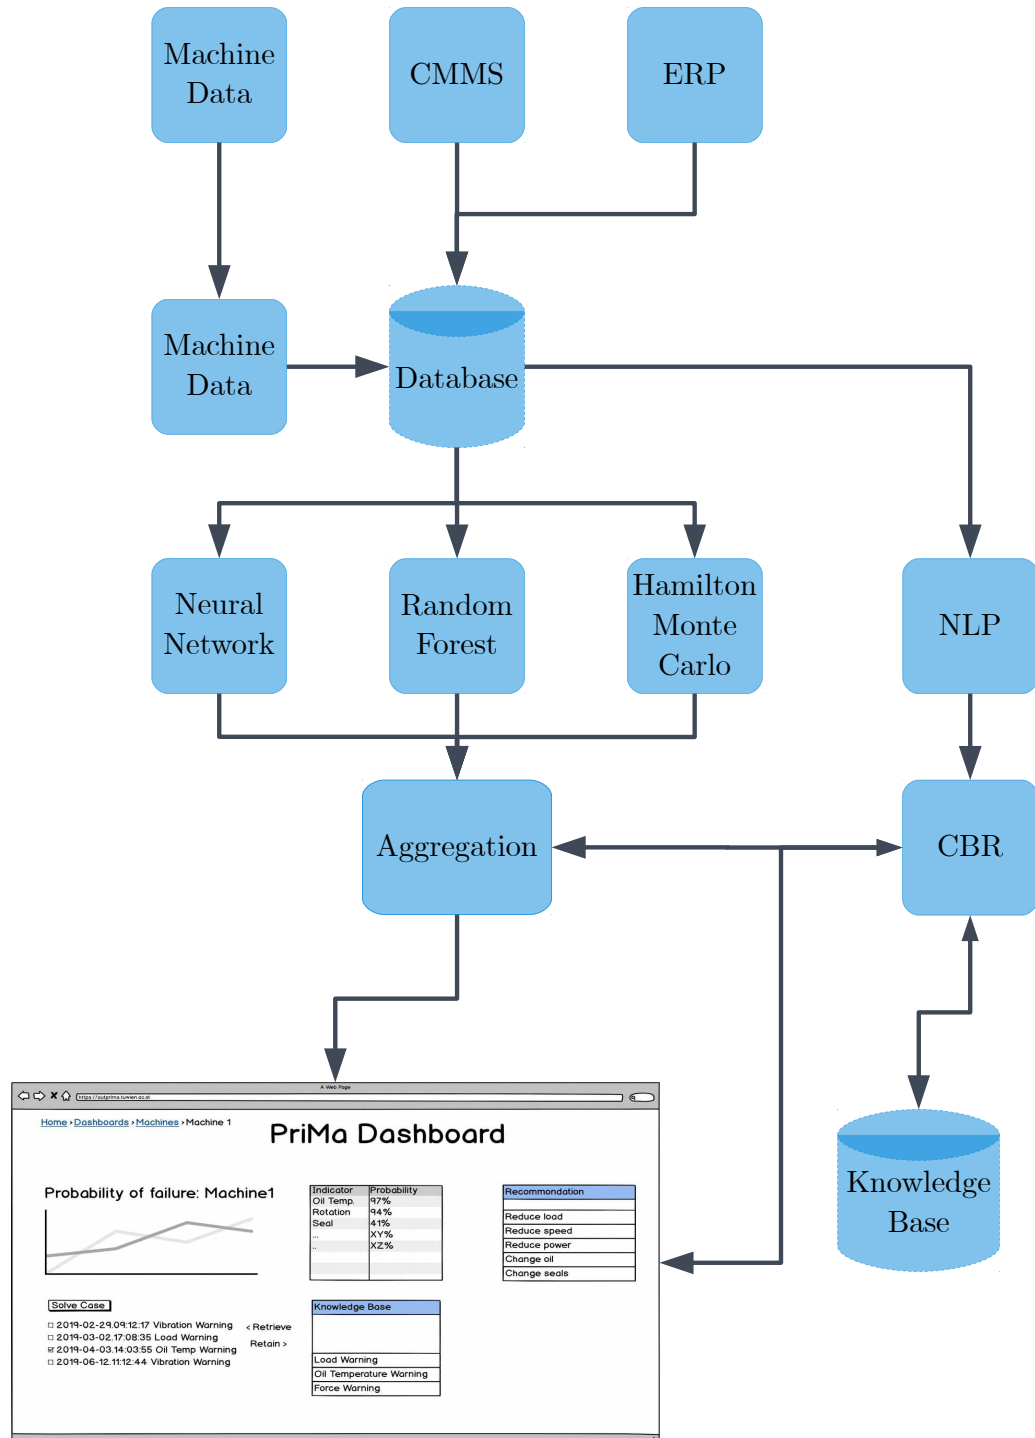 Machine
Data
CMMS
ERP
Machine
Data
Database
Neural
Network
Random
Forest
Hamilton
Monte
Carlo
NLP
Aggregation
CBR
Knowledge
Base
A Web Page
https://autprima.tuwien.ac.at
Home › Dashboards › Machines › Machine 1
PriMa Dashboard
Probability of failure: Machine1
Indicator Probability
Oil Temp. 97%
Rotation 94%
Seal 41%
... XY%
.. XZ%
Recommondation
Reduce load
Reduce speed
Reduce power
Change oil
Change seals
Solve Case
2019-02-29.09:12:17 Vibration Warning
2019-03-02.17:08:35 Load Warning
2019-04-03.14:03:55 Oil Temp Warning
2019-06-12.11:12:44 Vibration Warning
< Retrieve
Retain >
Knowledge Base
Load Warning
Oil Temperature Warning
Force Warning